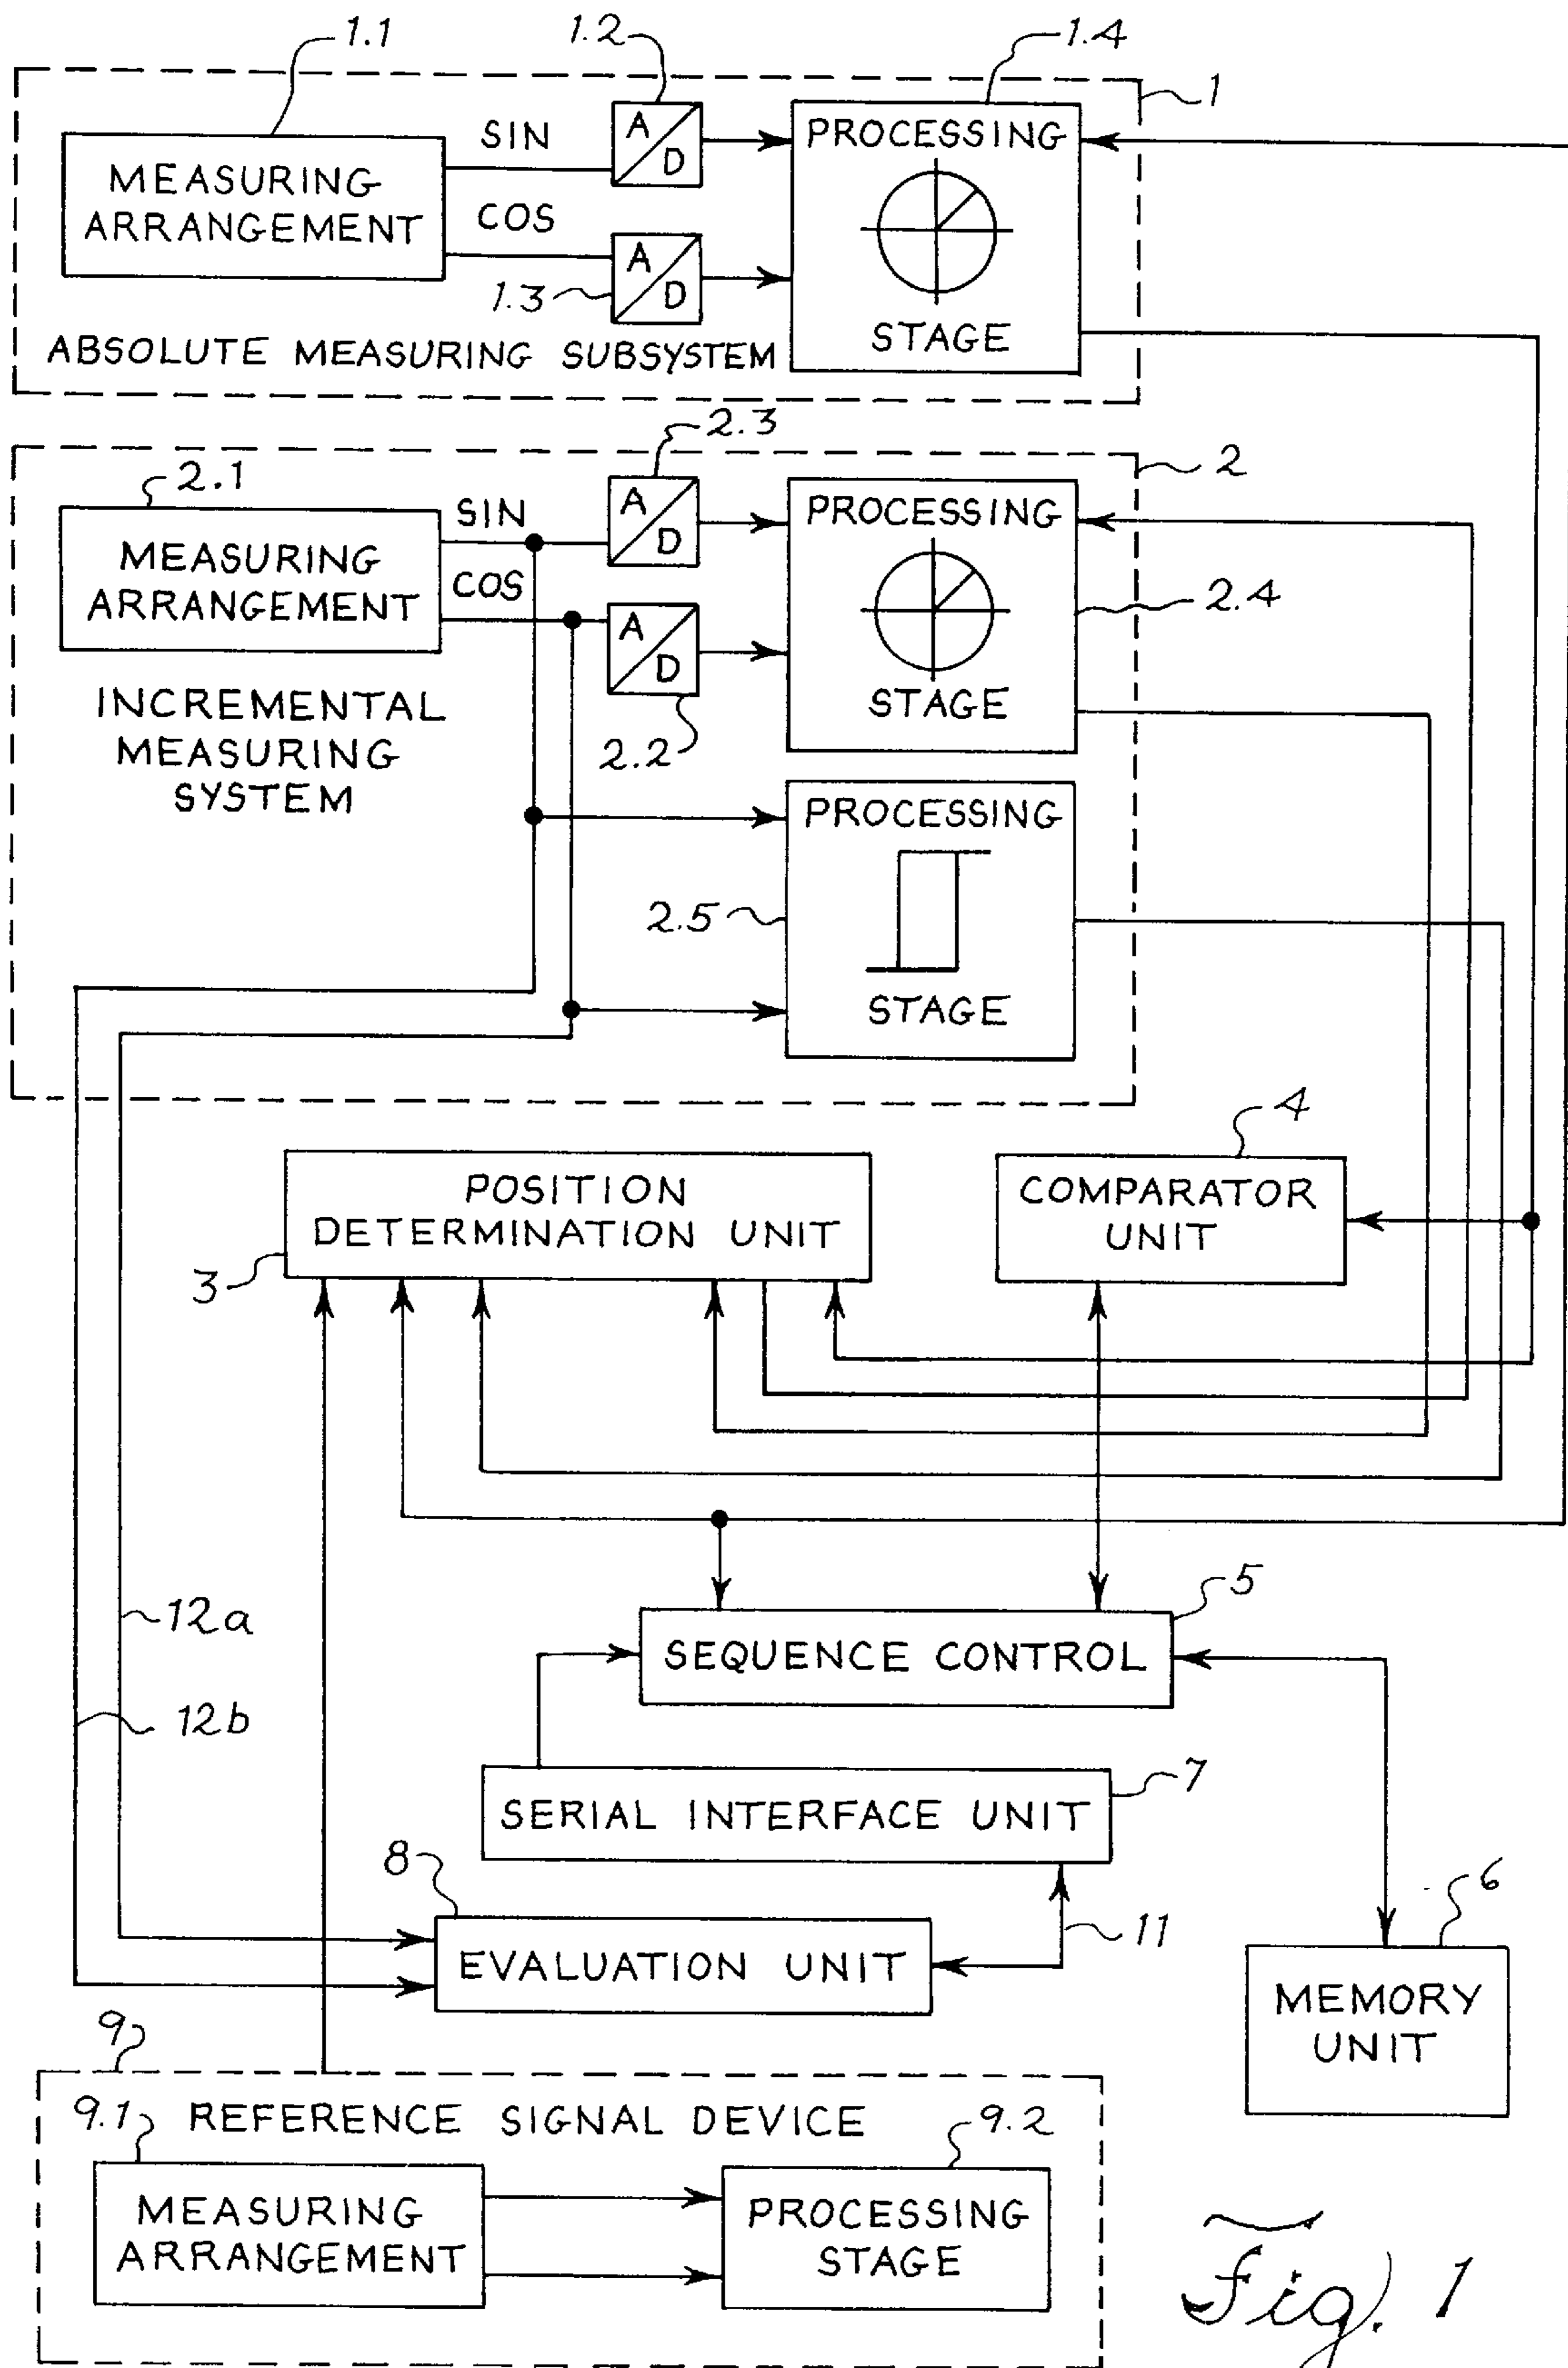 1.1
1.2
1.4
1
MEASURING
ARRANGEMENT
SIN
COS
A/D
A/D
1.3
PROCESSING
STAGE
ABSOLUTE MEASURING SUBSYSTEM
2.3
2
2.1
MEASURING
ARRANGEMENT
SIN
COS
A/D
A/D
2.2
PROCESSING
STAGE
2.4
INCREMENTAL
MEASURING
SYSTEM
PROCESSING
STAGE
2.5
4
POSITION
DETERMINATION UNIT
3
COMPARATOR
UNIT
5
12a
SEQUENCE CONTROL
12b
7
SERIAL INTERFACE UNIT
8
6
11
EVALUATION UNIT
MEMORY
UNIT
9
9.1
REFERENCE SIGNAL DEVICE
9.2
MEASURING
ARRANGEMENT
PROCESSING
STAGE
Fig. 1